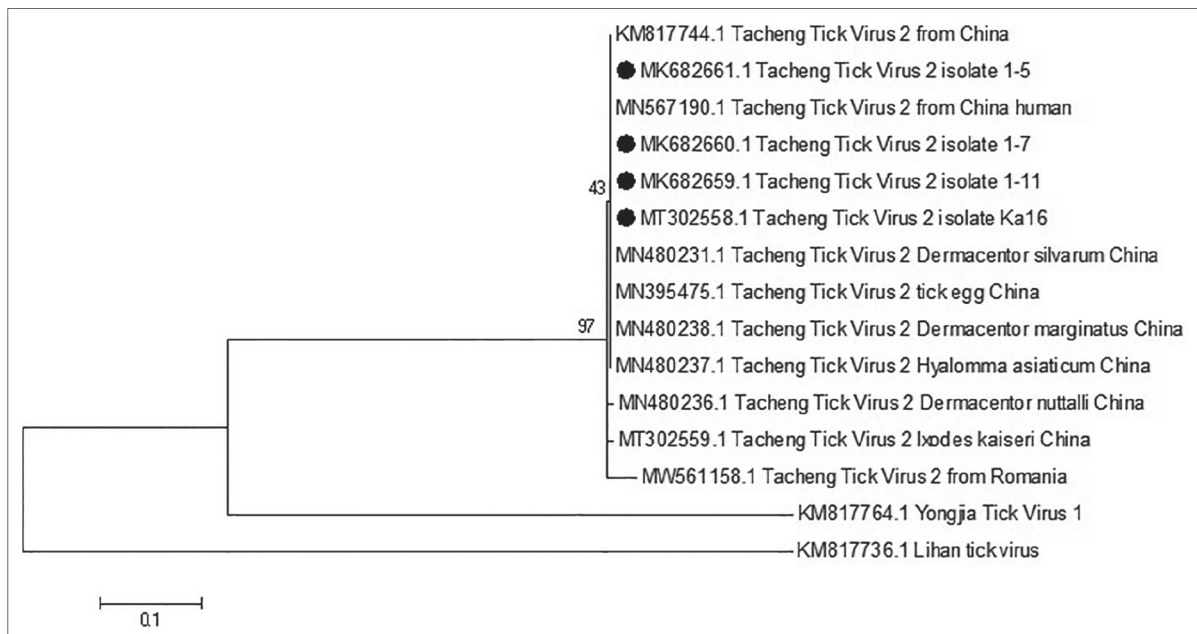 KM817744.1 Tacheng Tick Virus 2 from China
MK682661.1 Tacheng Tick Virus 2 isolate 1-5
MN567190.1 Tacheng Tick Virus 2 from China human
MK682660.1 Tacheng Tick Virus 2 isolate 1-7
43
MK682659.1 Tacheng Tick Virus 2 isolate 1-11
MT302558.1 Tacheng Tick Virus 2 isolate Ka16
MN480231.1 Tacheng Tick Virus 2 Dermacentor silvarum China
MN395475.1 Tacheng Tick Virus 2 tick egg China
97
MN480238.1 Tacheng Tick Virus 2 Dermacentor marginatus China
MN480237.1 Tacheng Tick Virus 2 Hyalomma asiaticum China
MN480236.1 Tacheng Tick Virus 2 Dermacentor nuttalli China
MT302559.1 Tacheng Tick Virus 2 Ixodes kaiseri China
MW561158.1 Tacheng Tick Virus 2 from Romania
KM817764.1 Yongjia Tick Virus 1
KM817736.1 Lihan tick virus
0.1